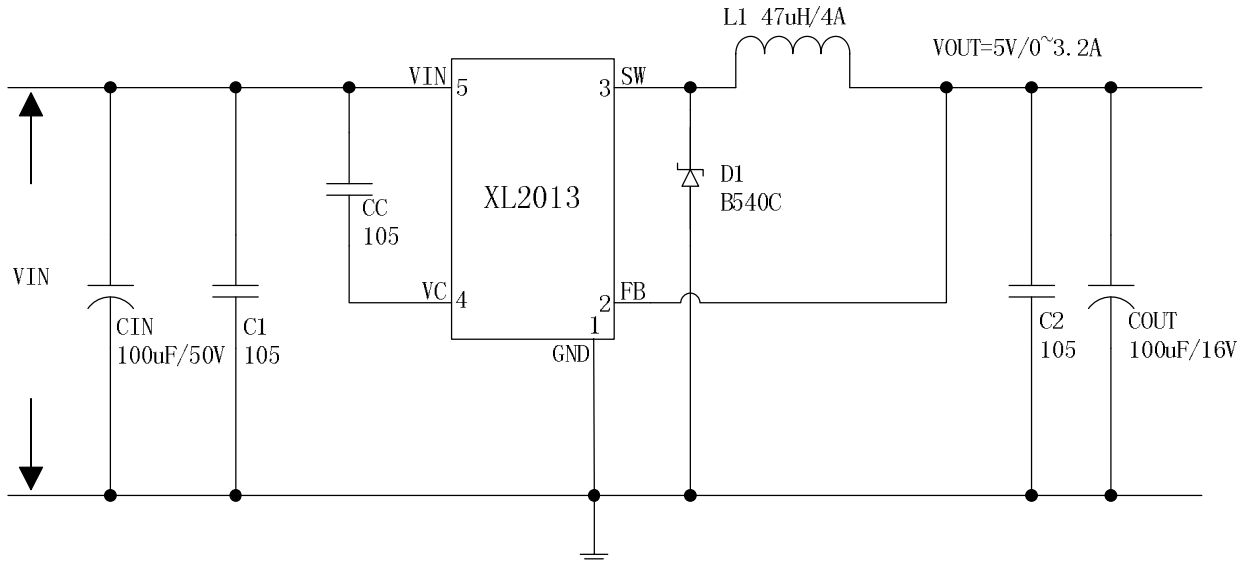 L1 47uH/4A
VOUT=5V/0~3.2A
VIN
5
3
SW
XL2013
D1
B540C
CC
105
VIN
VC
4
2
FB
1
GND
CIN
100uF/50V
C1
105
C2
105
COUT
100uF/16V